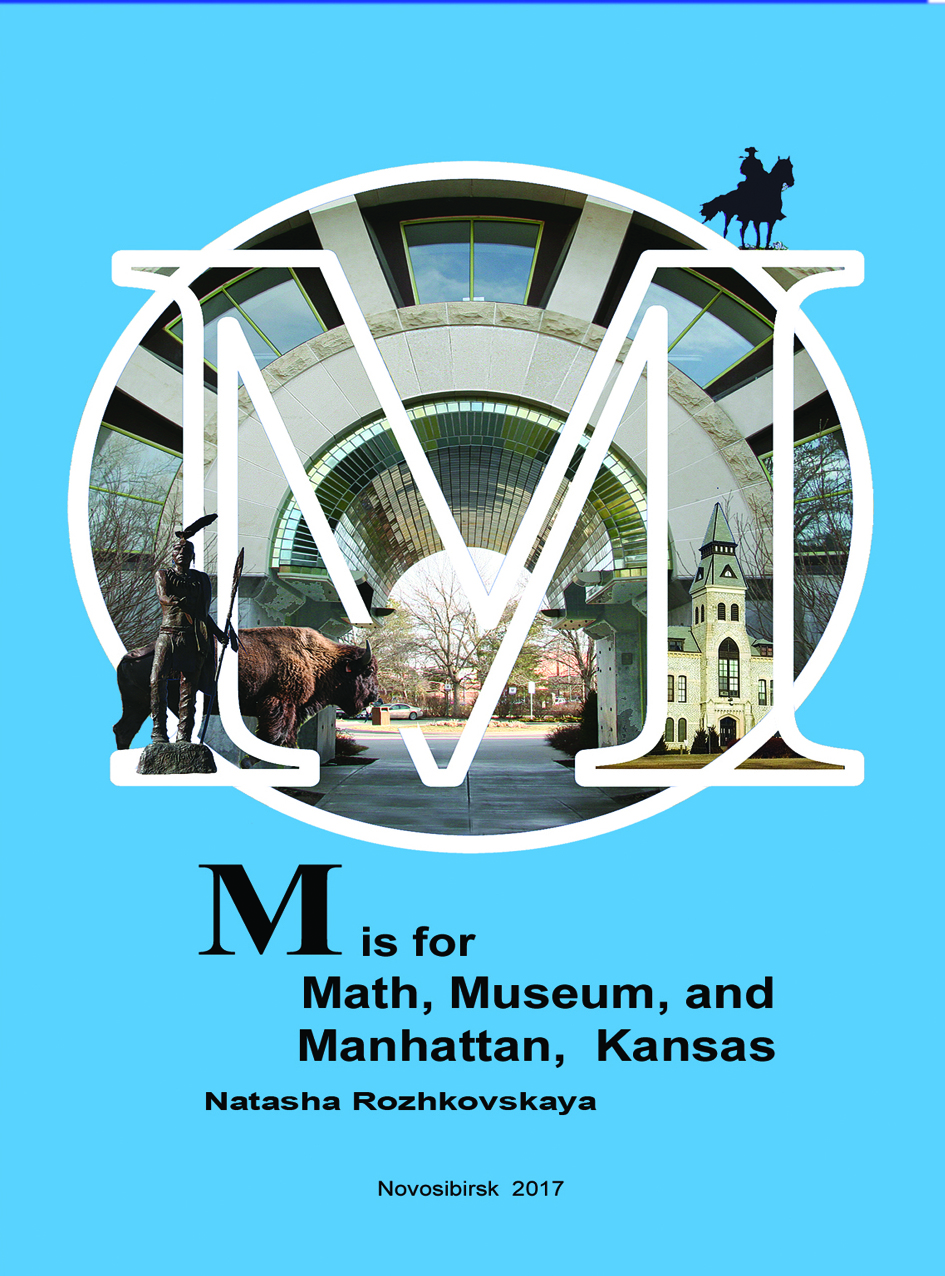 M
M is for
Math, Museum, and
Manhattan, Kansas
Natasha Rozhkovskaya
Novosibirsk 2017